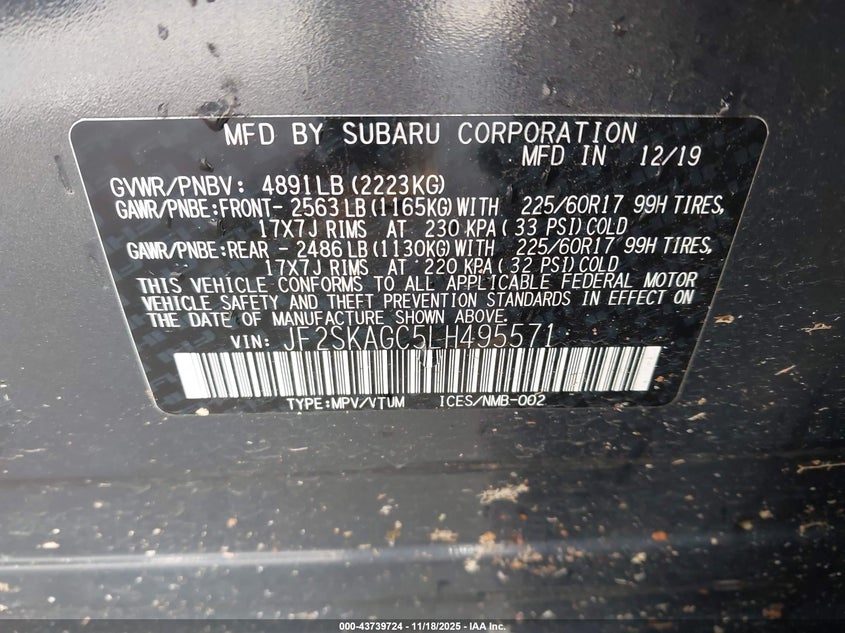 MFD BY SUBARU CORPORATION
MFD IN 12/19
GVWR/PNBV: 4891LB (2223KG)
GAWR/PNBE:FRONT- 2563LB (1165KG) WITH 225/60R17 99H TIRES,
17X7J RIMS AT 230 KPA ( 33 PSI) COLD
GAWR/PNBE:REAR - 2486LB (1130KG) WITH 225/60R17 99H TIRES,
17X7J RIMS AT 220 KPA ( 32 PSI) COLD
THIS VEHICLE CONFORMS TO ALL APPLICABLE FEDERAL MOTOR
VEHICLE SAFETY AND THEFT PREVENTION STANDARDS IN EFFECT ON
THE DATE OF MANUFACTURE SHOWN ABOVE.
VIN: JF2SKAGC5LH495571
TYPE:MPV/VTUM ICES/NMB-002
000-43739724 - 11/18/2025 - IAA Inc.